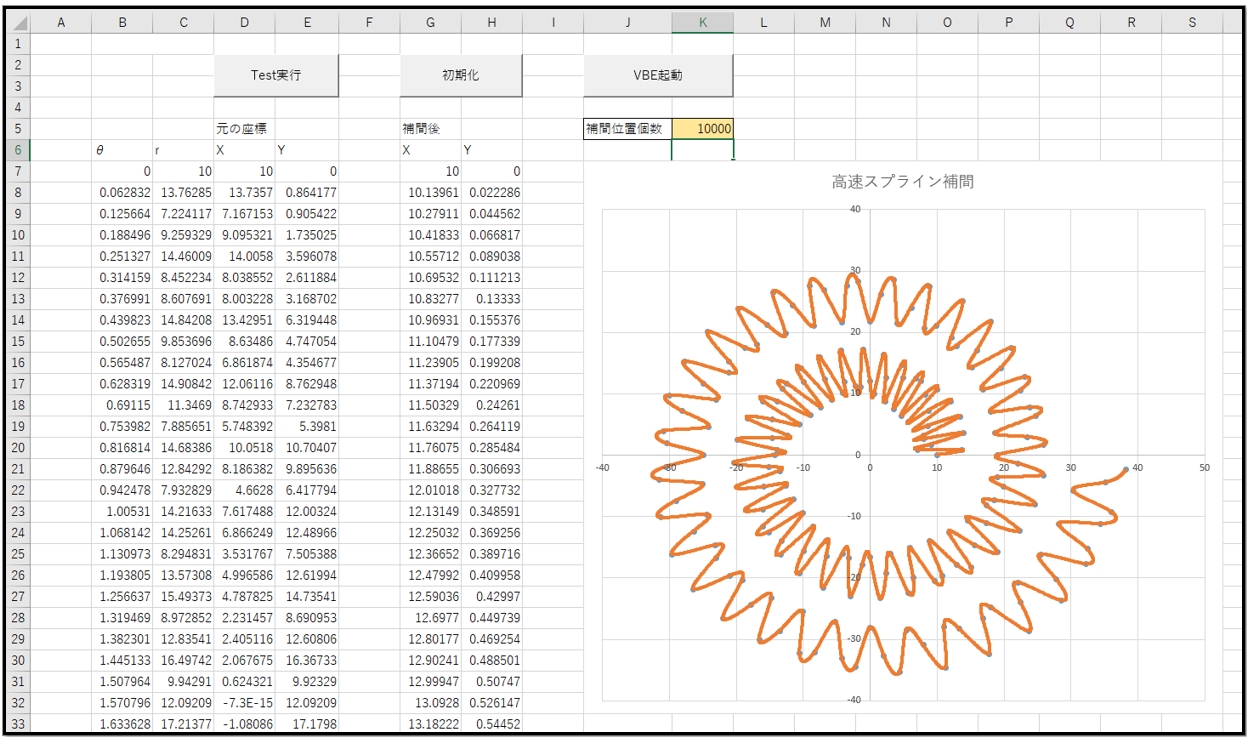 A B C D E F G H I J K L M N O P Q R S
1
2
Test実行 初期化 VBE起動
3
4
5 元の座標 補間後 補間位置個数 10000
6 θ r X Y X Y
7 0 10 10 0 10 0
高速スプライン補間
8 0.062832 13.76285 13.7357 0.864177 10.13961 0.022286
9 0.125664 7.224117 7.167153 0.905422 10.27911 0.044562
10 0.188496 9.259329 9.095321 1.735025 10.41833 0.066817
11 0.251327 14.46009 14.0058 3.596078 10.55712 0.089038
12 0.314159 8.452234 8.038552 2.611884 10.69532 0.111213
13 0.376991 8.607691 8.003228 3.168702 10.83277 0.13333
14 0.439823 14.84208 13.42951 6.319448 10.96931 0.155376
15 0.502655 9.853696 8.63486 4.747054 11.10479 0.177339
16 0.565487 8.127024 6.861874 4.354677 11.23905 0.199208
17 0.628319 14.90842 12.06116 8.762948 11.37194 0.220969
18 0.69115 11.3469 8.742933 7.232783 11.50329 0.24261
19 0.753982 7.885651 5.748392 5.3981 11.63294 0.264119
20 0.816814 14.68386 10.0518 10.70407 11.76075 0.285484
21 0.879646 12.84292 8.186382 9.895636 11.88655 0.306693
22 0.942478 7.932829 4.6628 6.417794 12.01018 0.327732
23 1.00531 14.21633 7.617488 12.00324 12.13149 0.348591
24 1.068142 14.25261 6.866249 12.48966 12.25032 0.369256
25 1.130973 8.294831 3.531767 7.505388 12.36652 0.389716
26 1.193805 13.57308 4.996586 12.61994 12.47992 0.409958
27 1.256637 15.49373 4.787825 14.73541 12.59036 0.42997
28 1.319469 8.972852 2.231457 8.690953 12.6977 0.449739
29 1.382301 12.83541 2.405116 12.60806 12.80177 0.469254
30 1.445133 16.49742 2.067675 16.36733 12.90241 0.488501
31 1.507964 9.94291 0.624321 9.92329 12.99947 0.50747
32 1.570796 12.09209 -7.3E-15 12.09209 13.0928 0.526147
33 1.633628 17.21377 -1.08086 17.1798 13.18222 0.54452
40
30
20
10
0
-40 -30 -20 -10 0 10 20 30 40 50
-10
-20
-30
-40